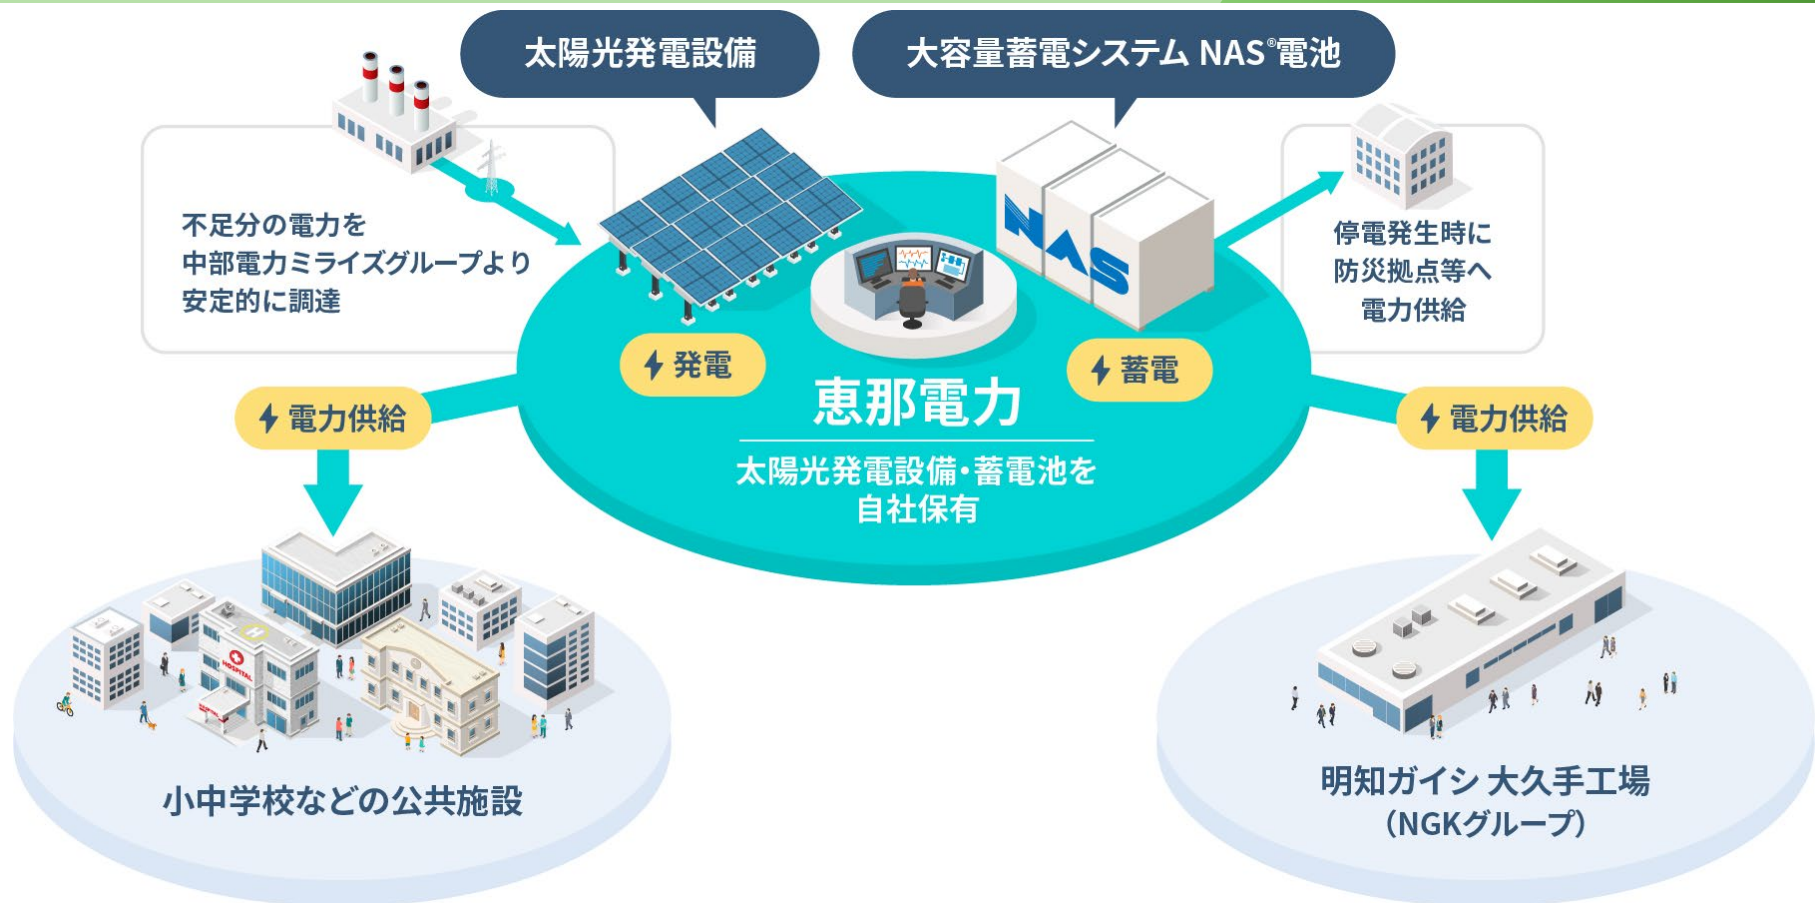 太陽光発電設備
大容量蓄電システム NAS®電池
不足分の電力を
中部電力ミライズグループより
安定的に調達
NAS
停電発生時に
防災拠点等へ
電力供給
発電
蓄電
恵那電力
太陽光発電設備・蓄電池を
自社保有
電力供給
電力供給
H
HOSPITAL
小中学校などの公共施設
明知ガイシ 大久手工場
（NGKグループ）